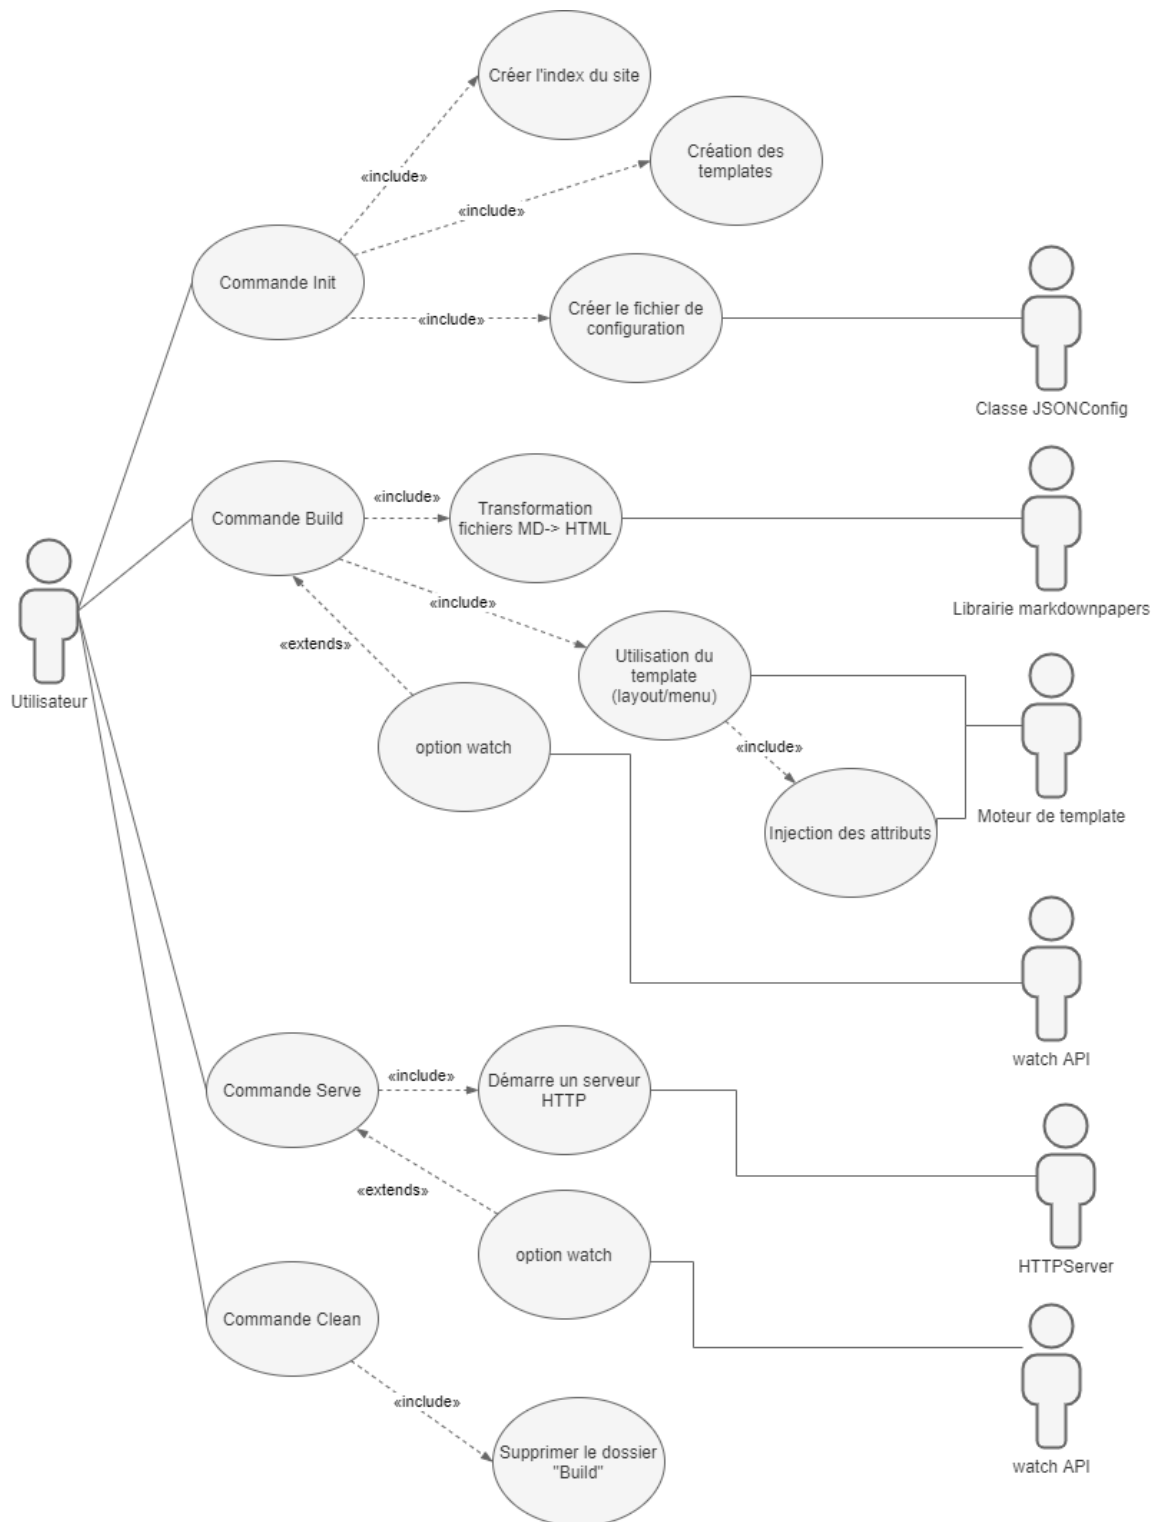 Créer l'index du site
Création des
templates
«include»
«include»
Commande Init
Créer le fichier de
configuration
«include»
Classe JSONConfig
Commande Build
«include»
Transformation
fichiers MD-> HTML
Librairie markdownpapers
«include»
«extends»
Utilisation du
template
(layout/menu)
Utilisateur
option watch
«include»
Moteur de template
Injection des attributs
watch API
Commande Serve
«include»
Démarre un serveur
HTTP
«extends»
option watch
HTTPServer
Commande Clean
«include»
Supprimer le dossier
"Build"
watch API